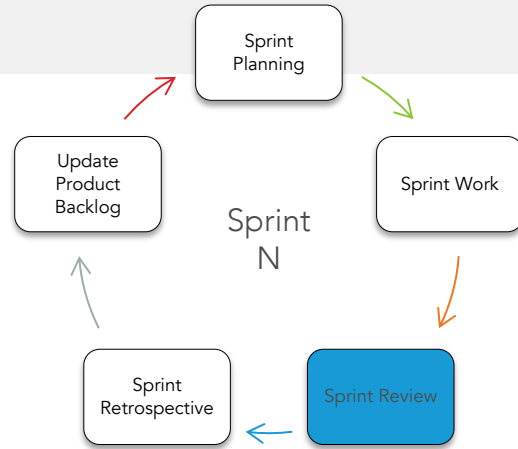 Sprint
Planning
Sprint Work
Sprint Review
Sprint
Retrospective
Update
Product
Backlog
Sprint
N